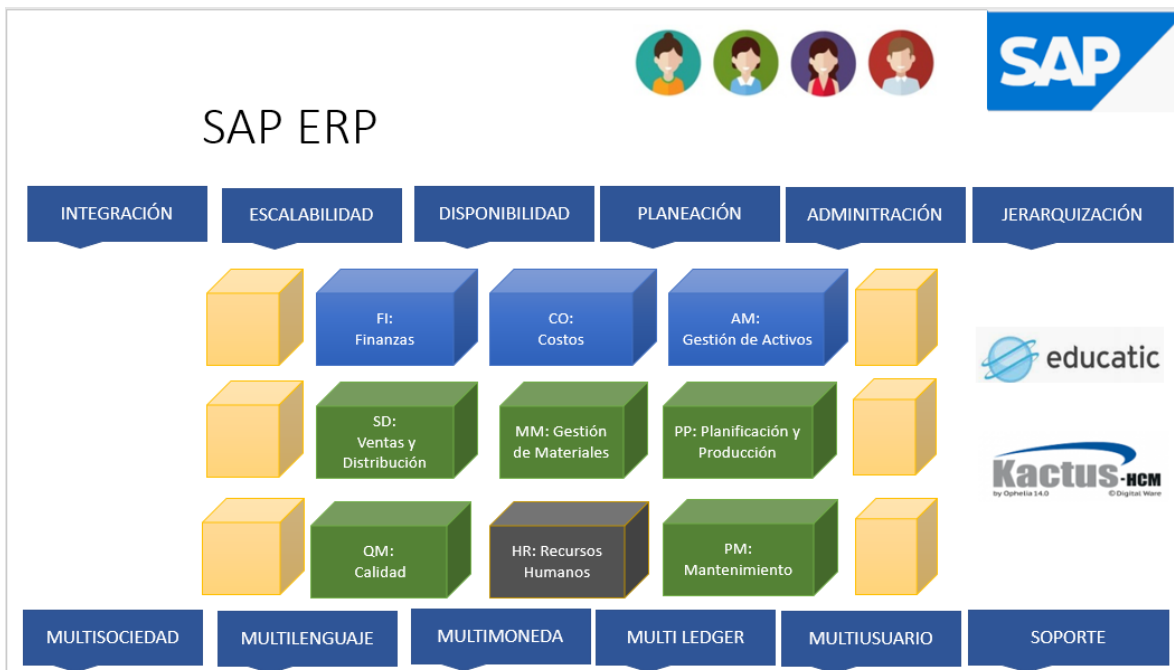 SAP
SAP ERP
INTEGRACIÓN
ESCALABILIDAD
DISPONIBILIDAD
PLANEACIÓN
ADMINITRACIÓN
JERARQUIZACIÓN
FI:
Finanzas
CO:
Costos
AM:
Gestión de Activos
educatic
SD:
Ventas y
Distribución
MM: Gestión
de Materiales
PP: Planificación y
Producción
Kactus-HCM
by Ophelia 14.0 ©Digital Ware
QM:
Calidad
HR: Recursos
Humanos
PM:
Mantenimiento
MULTISOCIEDAD
MULTILENGUAJE
MULTIMONEDA
MULTI LEDGER
MULTIUSUARIO
SOPORTE